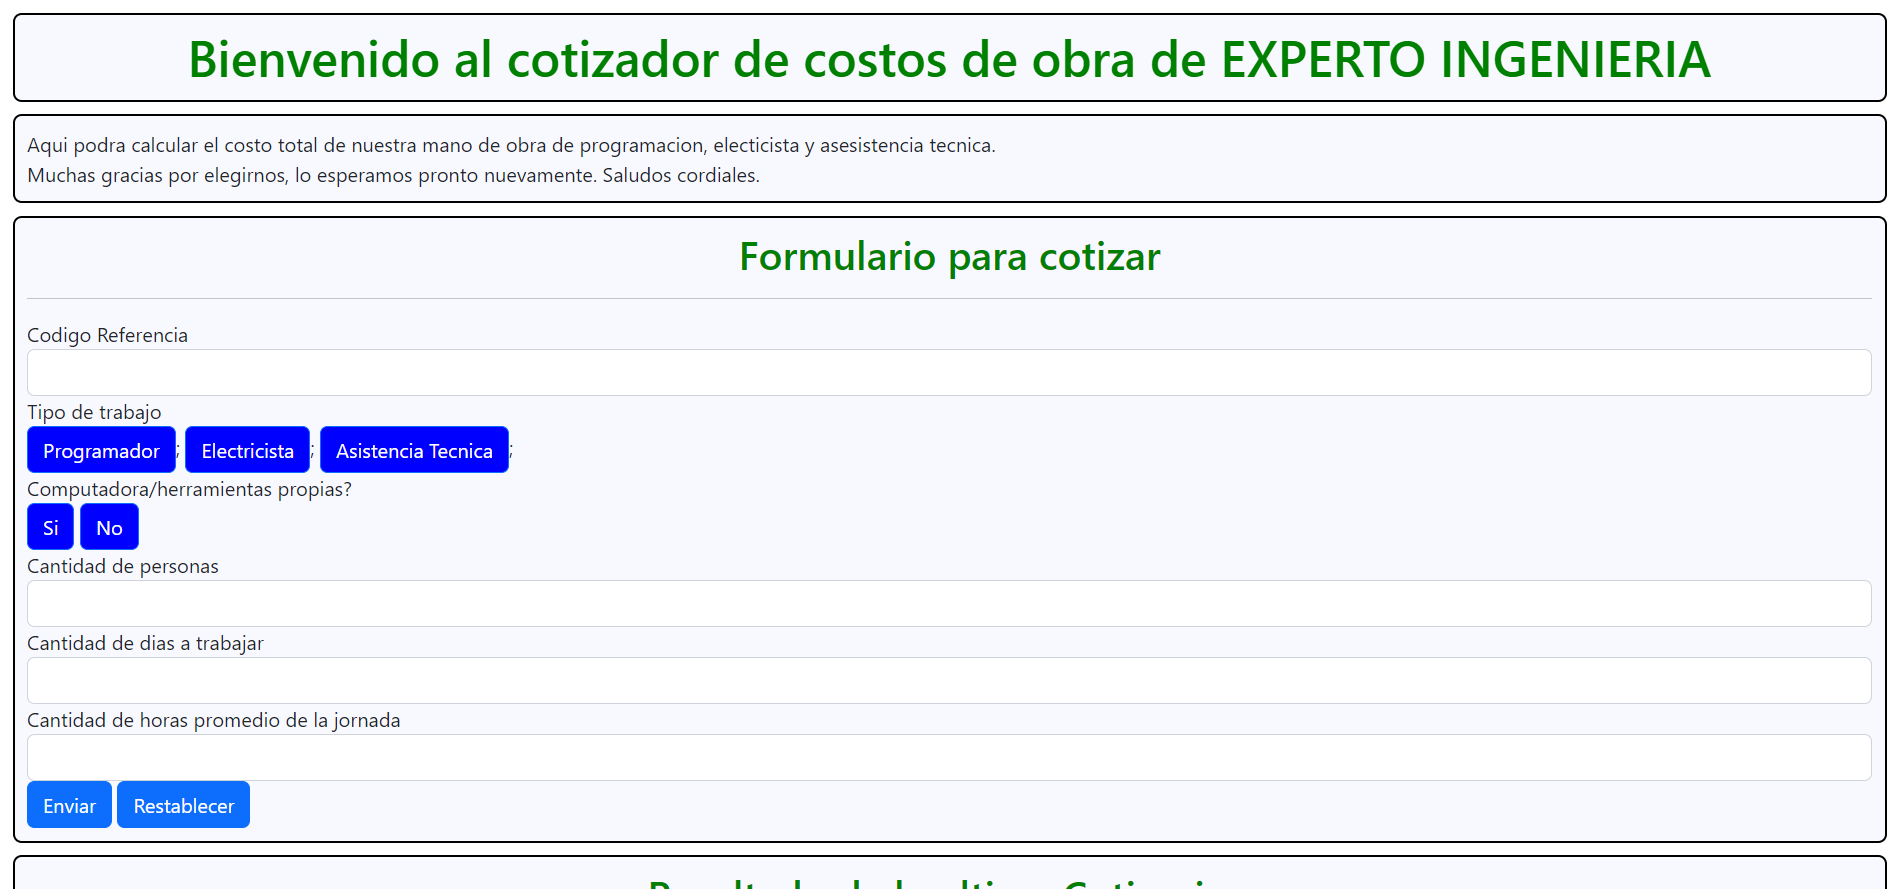 Bienvenido al cotizador de costos de obra de EXPERTO INGENIERIA
Aqui podra calcular el costo total de nuestra mano de obra de programacion, electicista y asesistencia tecnica.
Muchas gracias por elegirnos, lo esperamos pronto nuevamente. Saludos cordiales.
Formulario para cotizar
Codigo Referencia
Tipo de trabajo
Programador; Electricista; Asistencia Tecnica;
Computadora/herramientas propias?
Si No
Cantidad de personas
Cantidad de dias a trabajar
Cantidad de horas promedio de la jornada
Enviar Restablecer